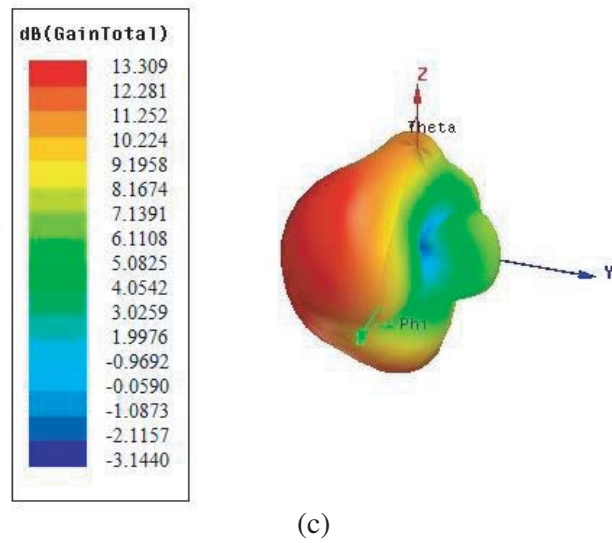 dB(GainTotal)
13.309
12.281
11.252
10.224
9.1958
8.1674
7.1391
6.1108
5.0825
4.0542
3.0259
1.9976
-0.9692
-0.0590
-1.0873
-2.1157
-3.1440
Z
Theta
Y
Phi
(c)